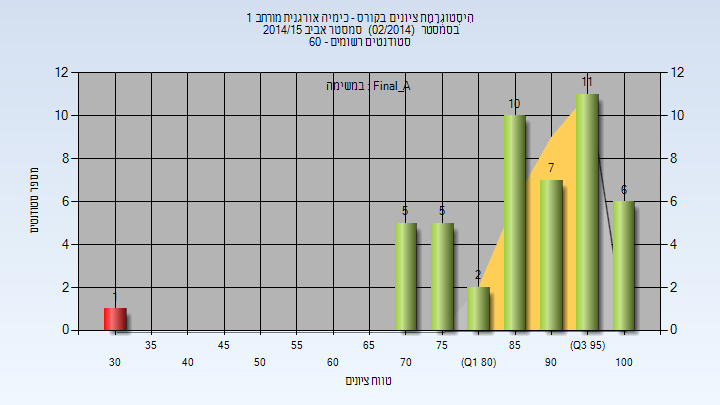 היסטוגרמת ציונים בקורס - כימיה אורגנית מורחב 1
בסמסטר (02/2014) סמסטר אביב 2014/15
סטודנטים רשומים - 60
במשימה : Final_A
12 10 8 6 4 2 0
12 10 8 6 4 2 0
מספר סטודנטים
1 5 5 2 10 7 11 6
35 45 55 65 75 85 (Q3 95)
30 40 50 60 70 (Q1 80) 90 100
טווח ציונים